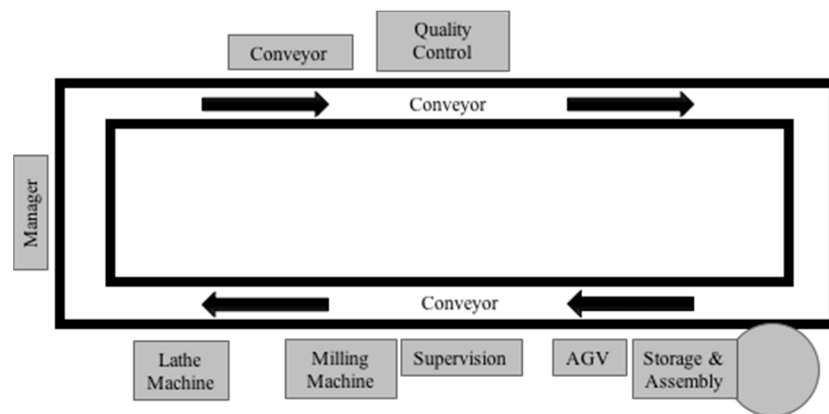 Quality
Control
Conveyor
Conveyor
Manager
Conveyor
Lathe
Machine
Milling
Machine
Supervision
AGV
Storage &
Assembly